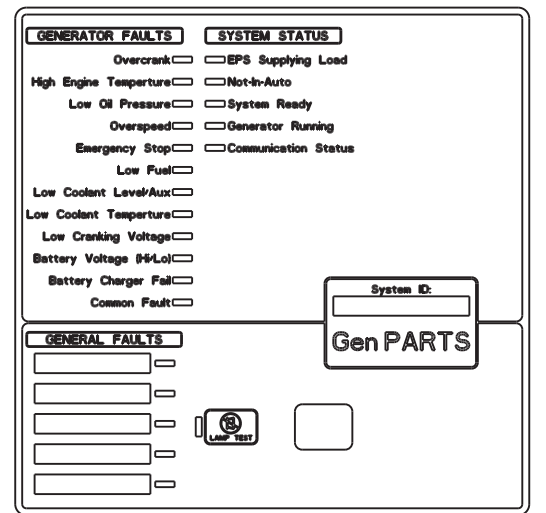 GENERATOR FAULTS
Overcrank
High Engine Temperture
Low Oil Pressure
Overspeed
Emergency Stop
Low Fuel
Low Coolant Level/Aux
Low Coolant Temperture
Low Cranking Voltage
Battery Voltage (Hi/Lo)
Battery Charger Fail
Common Fault
SYSTEM STATUS
EPS Supplying Load
Not-In-Auto
System Ready
Generator Running
Communication Status
System ID:
Gen PARTS
GENERAL FAULTS
LAMP TEST